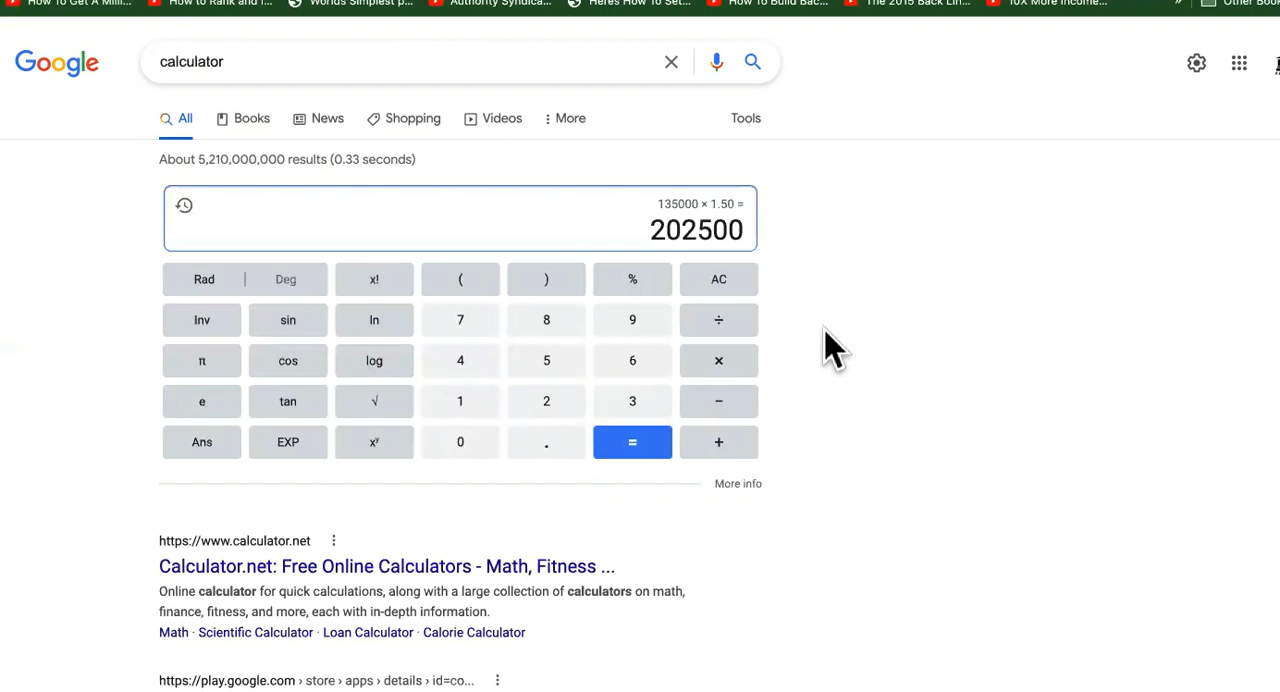 How To Get A Milli...
How to Rank and I...
Worlds Simplest p...
Authority Syndica...
Heres How To Set...
How To Build Bac...
The 2015 Back Lin...
10X More Income...
»
Other Book
Google
calculator
All
Books
News
Shopping
Videos
More
Tools
About 5,210,000,000 results (0.33 seconds)
135000 × 1.50 =
202500
Rad | Deg x! ( ) % AC
Inv sin ln 7 8 9 ÷
π cos log 4 5 6 ×
e tan √ 1 2 3 −
Ans EXP xʸ 0 . = +
More info
https://www.calculator.net
Calculator.net: Free Online Calculators - Math, Fitness ...
Online calculator for quick calculations, along with a large collection of calculators on math,
finance, fitness, and more, each with in-depth information.
Math · Scientific Calculator · Loan Calculator · Calorie Calculator
https://play.google.com › store › apps › details › id=co...